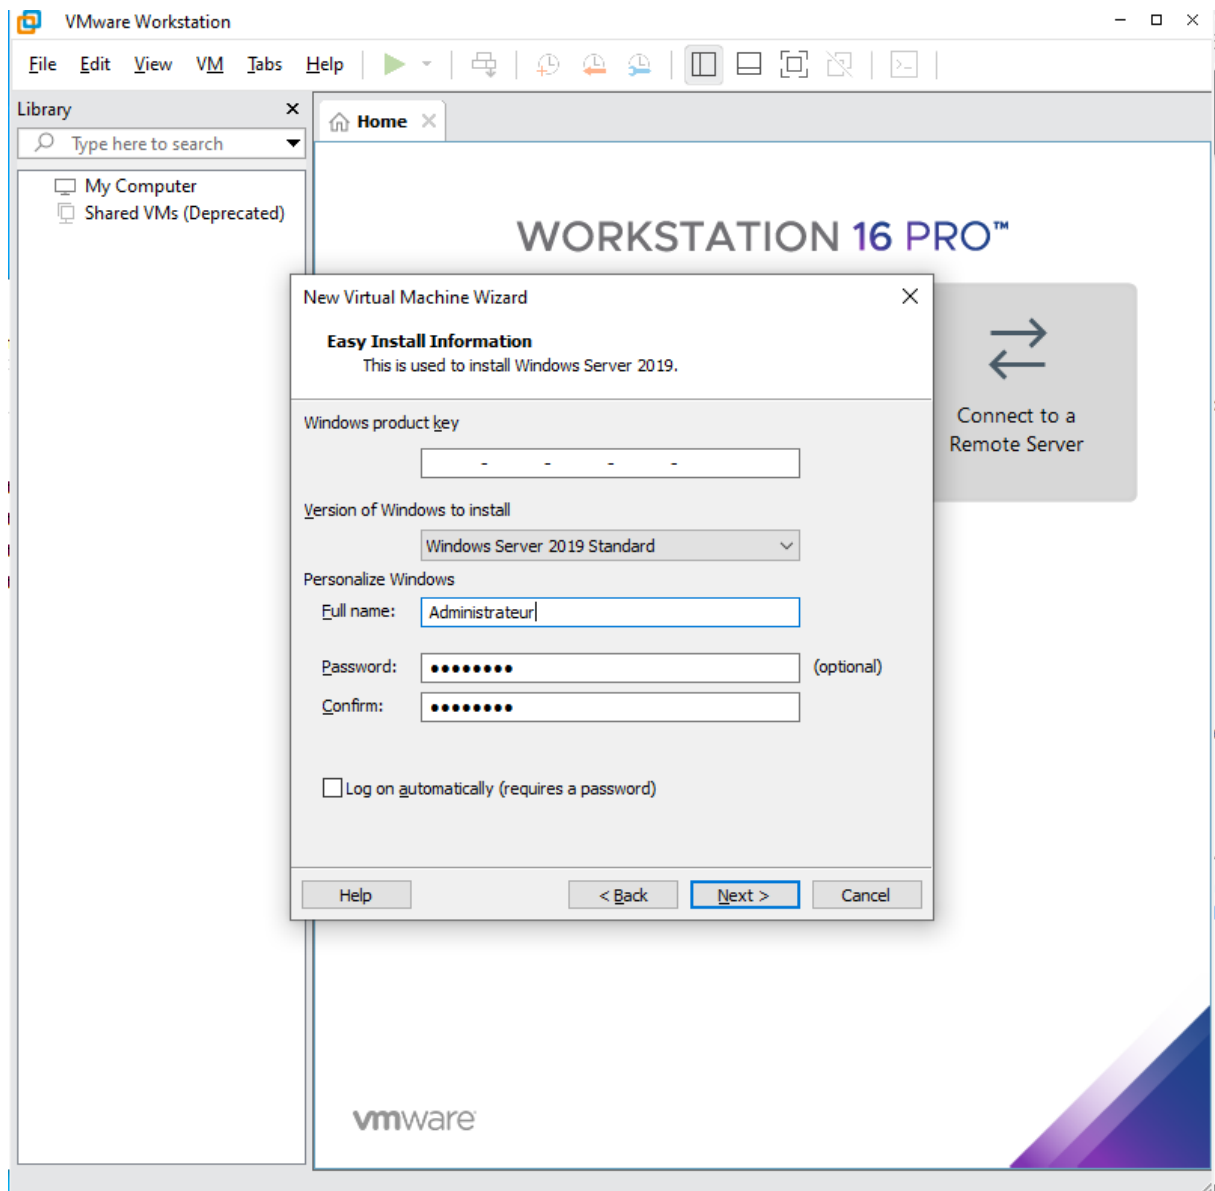 VMware Workstation
File Edit View VM Tabs Help
Library
Home
Type here to search
My Computer
Shared VMs (Deprecated)
WORKSTATION 16 PRO™
New Virtual Machine Wizard
Easy Install Information
This is used to install Windows Server 2019.
Connect to a
Remote Server
Windows product key
- - - -
Version of Windows to install
Windows Server 2019 Standard
Personalize Windows
Full name: Administrateur
Password: ●●●●●●●● (optional)
Confirm: ●●●●●●●●
Log on automatically (requires a password)
Help < Back Next > Cancel
vmware